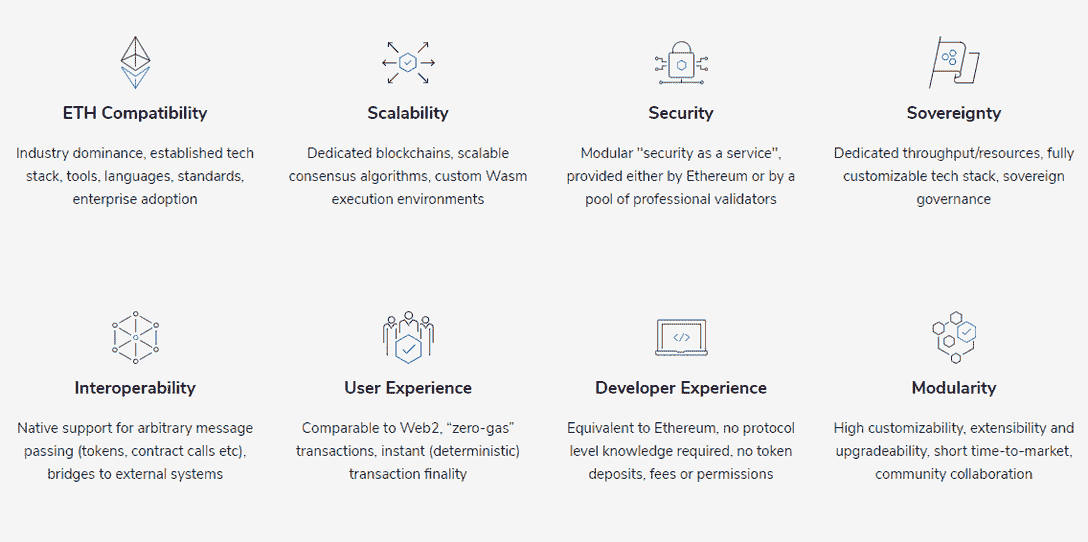 ETH Compatibility
Industry dominance, established tech
stack, tools, languages, standards,
enterprise adoption
Scalability
Dedicated blockchains, scalable
consensus algorithms, custom Wasm
execution environments
Security
Modular "security as a service",
provided either by Ethereum or by a
pool of professional validators
Sovereignty
Dedicated throughput/resources, fully
customizable tech stack, sovereign
governance
Interoperability
Native support for arbitrary message
passing (tokens, contract calls etc),
bridges to external systems
User Experience
Comparable to Web2, “zero-gas”
transactions, instant (deterministic)
transaction finality
Developer Experience
Equivalent to Ethereum, no protocol
level knowledge required, no token
deposits, fees or permissions
Modularity
High customizability, extensibility and
upgradeability, short time-to-market,
community collaboration